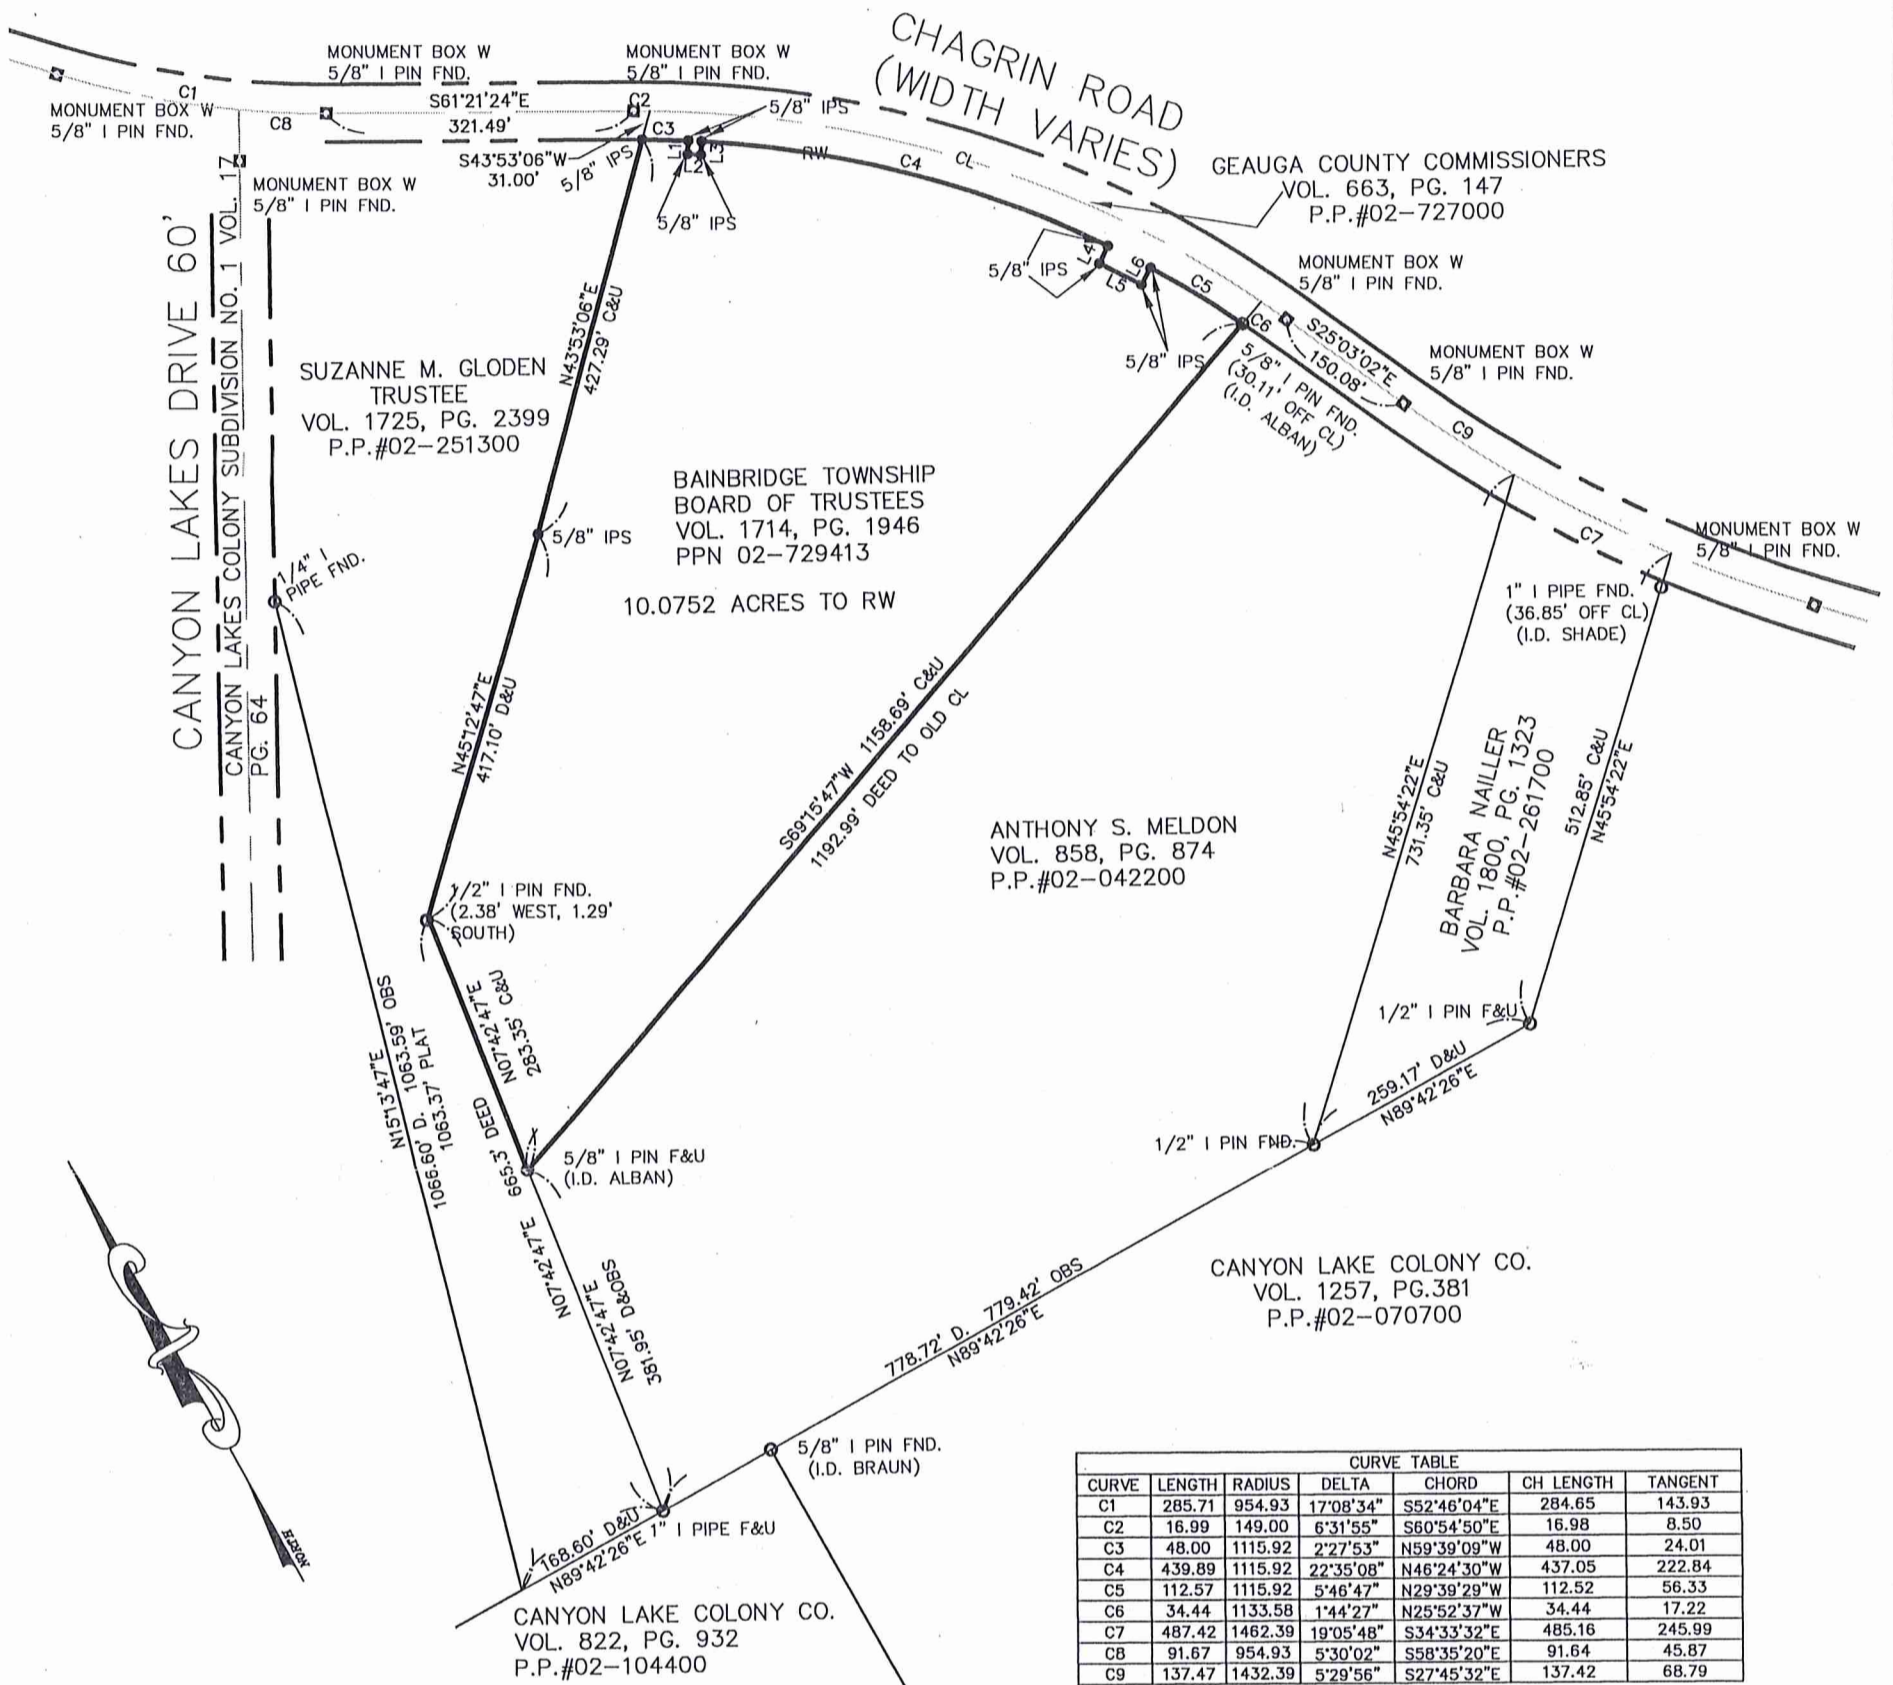 CHAGRIN ROAD
(WIDTH VARIES)
MONUMENT BOX W
5/8" I PIN FND.
MONUMENT BOX W
5/8" I PIN FND.
C1
MONUMENT BOX W
5/8" I PIN FND.
C8
S61°21'24"E
321.49'
C2
C3
5/8" IPS
S43°53'06"W
31.00'
5/8" IPS
L1
L2
L3
5/8" IPS
RW
C4
CL
GEAUGA COUNTY COMMISSIONERS
VOL. 663, PG. 147
P.P.#02-727000
MONUMENT BOX W
5/8" I PIN FND.
5/8" IPS
L4
L5
L6
C5
5/8" IPS
C6
MONUMENT BOX W
5/8" I PIN FND.
S25°03'02"E
150.08'
MONUMENT BOX W
5/8" I PIN FND.
5/8" I PIN FND.
(30.11' OFF CL)
(I.D. ALBAN)
C9
C7
MONUMENT BOX W
5/8" I PIN FND.
1" I PIPE FND.
(36.85' OFF CL)
(I.D. SHADE)
CANYON LAKES DRIVE 60'
CANYON LAKES COLONY SUBDIVISION NO. 1 VOL. 17
PG. 64
1/4" I
PIPE FND.
SUZANNE M. GLODEN
TRUSTEE
VOL. 1725, PG. 2399
P.P.#02-251300
N43°53'06"E
427.29' C&U
5/8" IPS
BAINBRIDGE TOWNSHIP
BOARD OF TRUSTEES
VOL. 1714, PG. 1946
PPN 02-729413
10.0752 ACRES TO RW
N45°12'47"E
417.10' D&U
S69°15'47"W 1158.69' C&U
1192.99' DEED TO OLD CL
ANTHONY S. MELDON
VOL. 858, PG. 874
P.P.#02-042200
N45°54'22"E
731.35' C&U
BARBARA NAILLER
VOL. 1800, PG. 1323
P.P.#02-261700
512.85' C&U
N45°54'22"E
1/2" I PIN FND.
(2.38' WEST, 1.29'
SOUTH)
N07°42'47"E
283.35' C&U
N15°13'47"E
1066.60' D. 1063.59' OBS
1063.37' PLAT
5/8" I PIN F&U
(I.D. ALBAN)
N07°42'47"E 665.3' DEED
N07°42'47"E
381.95' D&OBS
1/2" I PIN F&U
259.17' D&U
N89°42'26"E
1/2" I PIN FND.
CANYON LAKE COLONY CO.
VOL. 1257, PG.381
P.P.#02-070700
778.72' D. 779.42' OBS
N89°42'26"E
5/8" I PIN FND.
(I.D. BRAUN)
168.60' D&U
N89°42'26"E
1" I PIPE F&U
CANYON LAKE COLONY CO.
VOL. 822, PG. 932
P.P.#02-104400
NORTH
CURVE TABLE
CURVE LENGTH RADIUS DELTA CHORD CH LENGTH TANGENT
C1 285.71 954.93 17°08'34" S52°46'04"E 284.65 143.93
C2 16.99 149.00 6°31'55" S60°54'50"E 16.98 8.50
C3 48.00 1115.92 2°27'53" N59°39'09"W 48.00 24.01
C4 439.89 1115.92 22°35'08" N46°24'30"W 437.05 222.84
C5 112.57 1115.92 5°46'47" N29°39'29"W 112.52 56.33
C6 34.44 1133.58 1°44'27" N25°52'37"W 34.44 17.22
C7 487.42 1462.39 19°05'48" S34°33'32"E 485.16 245.99
C8 91.67 954.93 5°30'02" S58°35'20"E 91.64 45.87
C9 137.47 1432.39 5°29'56" S27°45'32"E 137.42 68.79